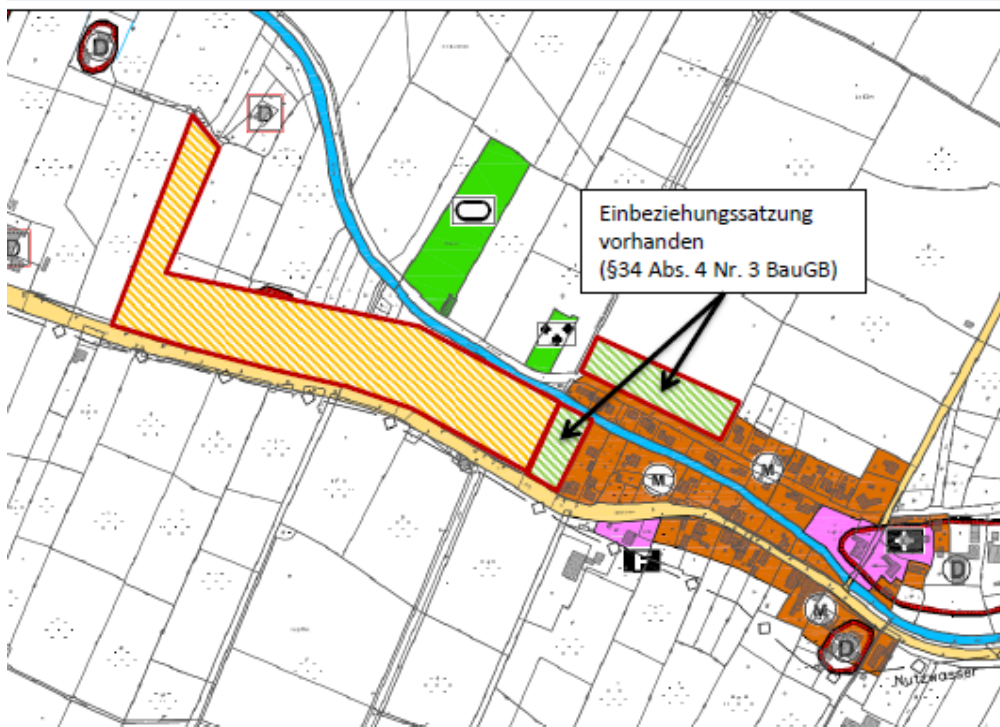 D
D
Einbeziehungssatzung
vorhanden
(§34 Abs. 4 Nr. 3 BauGB)
M
M
F
D
M
D
Nutzwasser